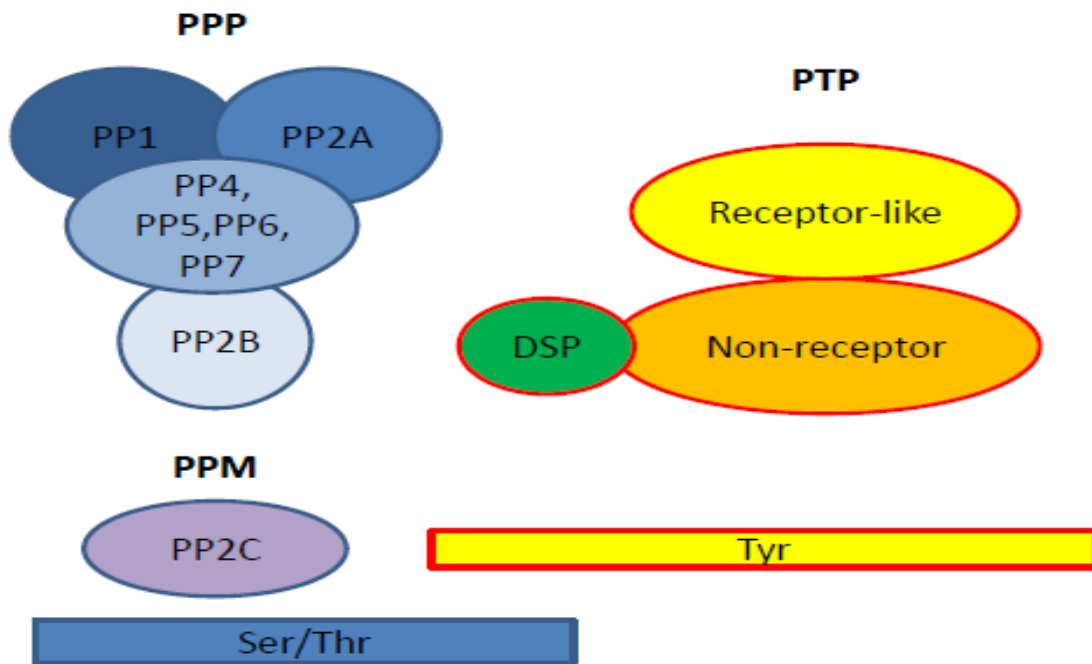 PPP
PP1
PP2A
PP4,
PP5,PP6,
PP7
PP2B
PPM
PP2C
Ser/Thr
PTP
Receptor-like
DSP
Non-receptor
Tyr